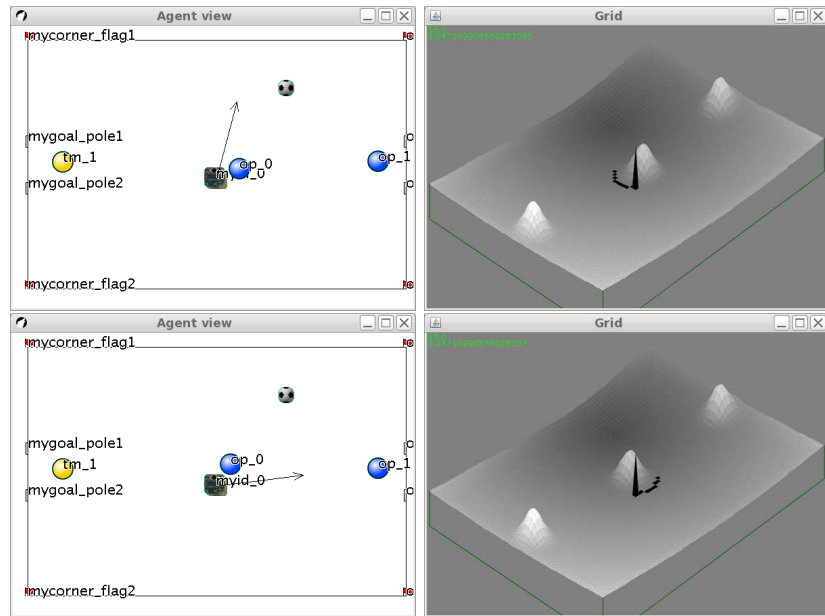 Agent view
Grid
mycorner_flag1
mygoal_pole1
tm_1
op_0
op_1
mygoal_pole2
mycorner_flag2
Agent view
Grid
mycorner_flag1
mygoal_pole1
op_0
tm_1
op_1
myid_0
mygoal_pole2
mycorner_flag2